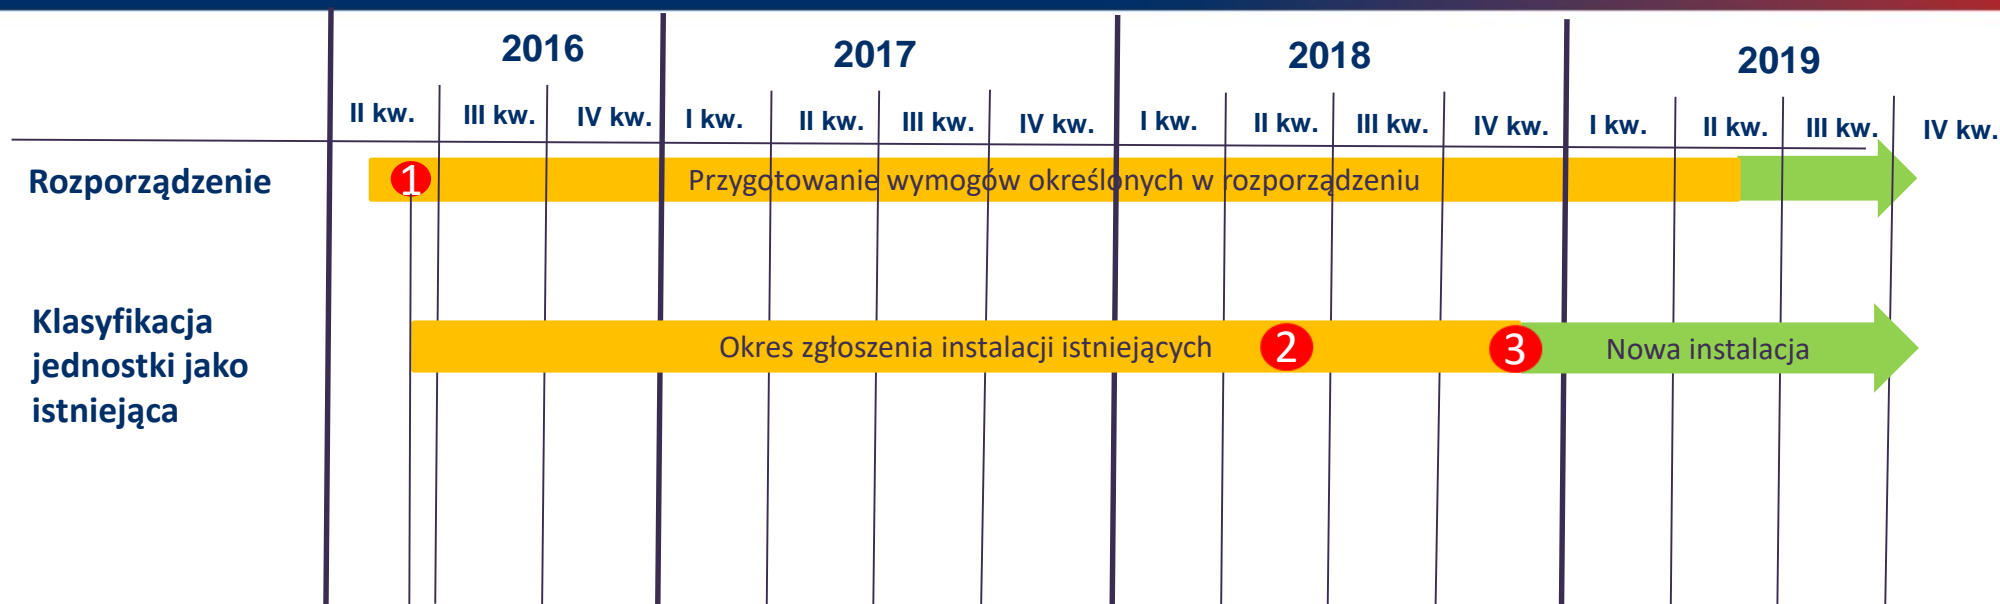 2016
2017
2018
2019
II kw.
III kw.
IV kw.
I kw.
II kw.
III kw.
IV kw.
I kw.
II kw.
III kw.
IV kw.
I kw.
II kw.
III kw.
IV kw.
Rozporządzenie
1
Przygotowanie wymogów określonych w rozporządzeniu
Klasyfikacja
jednostki jako
istniejąca
Okres zgłoszenia instalacji istniejących
2
3
Nowa instalacja